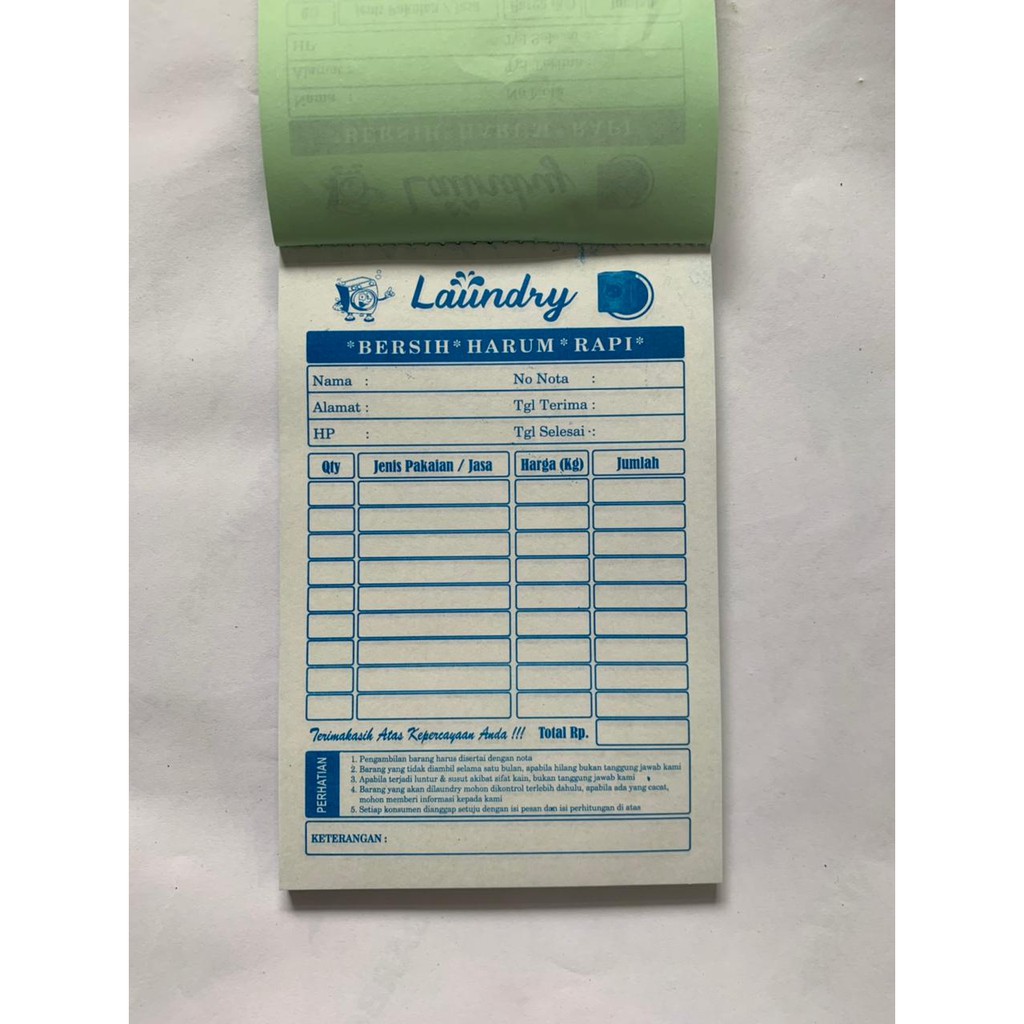 Laundry
*BERSIH*HARUM*RAPI*
Nama : No Nota :
Alamat : Tgl Terima :
HP : Tgl Selesai :
Qty Jenis Pakaian / Jasa Harga (Kg) Jumlah
Terimakasih Atas Kepercayaan Anda !!! Total Rp.
PERHATIAN
1. Pengambilan barang harus disertai dengan nota
2. Barang yang tidak diambil selama satu bulan, apabila hilang bukan tanggung jawab kami
3. Apabila terjadi luntur & susut akibat sifat kain, bukan tanggung jawab kami
4. Barang yang akan dilaundry mohon dikontrol terlebih dahulu, apabila ada yang cacat,
mohon memberi informasi kepada kami
5. Setiap konsumen dianggap setuju dengan isi pesan dan isi perhitungan di atas
KETERANGAN :